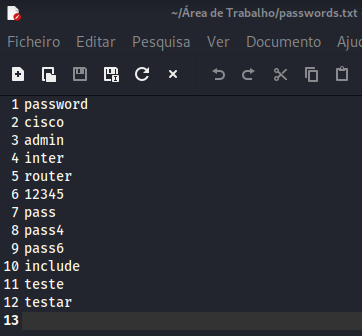 ~/Área de Trabalho/passwords.txt
Ficheiro Editar Pesquisa Ver Documento Aju
1 password
2 cisco
3 admin
4 inter
5 router
6 12345
7 pass
8 pass4
9 pass6
10 include
11 teste
12 testar
13